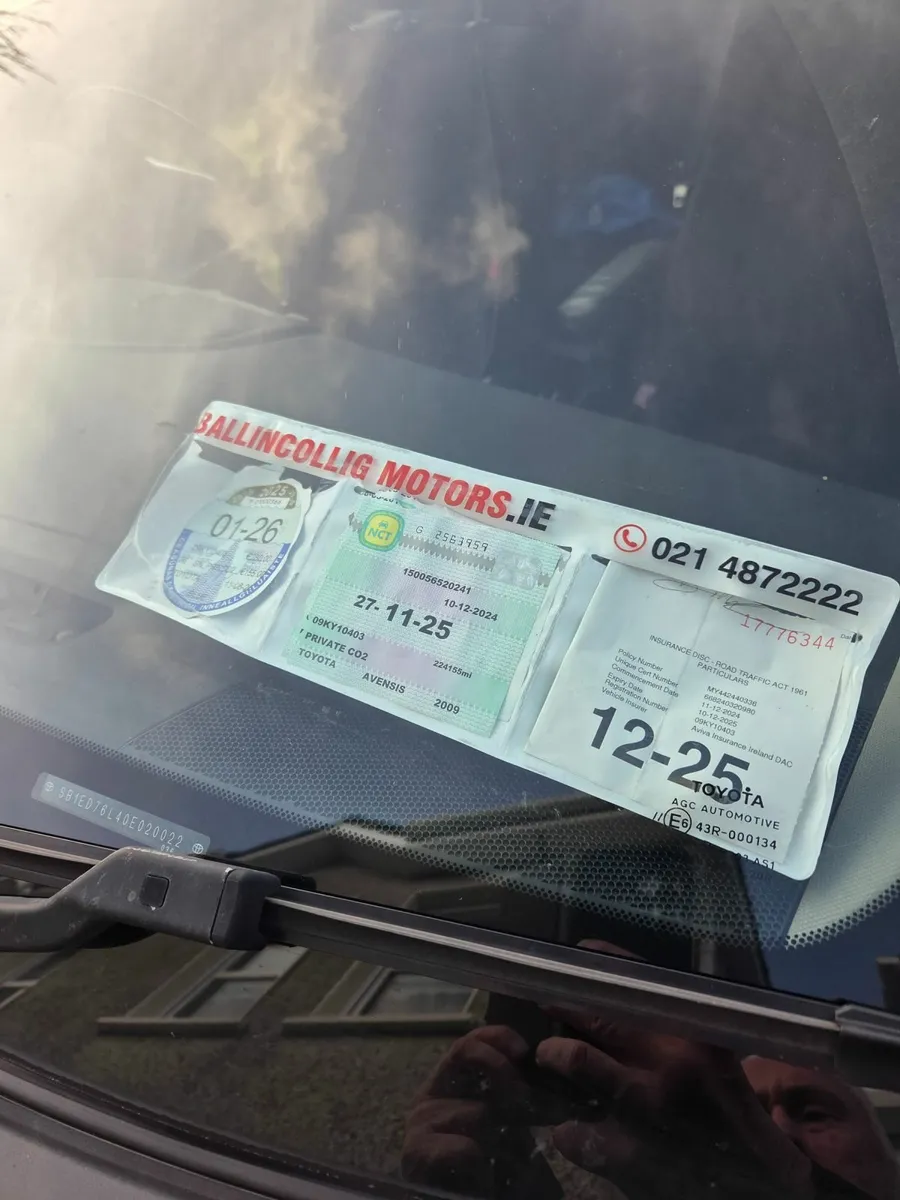 BALLINCOLLIG MOTORS.IE
021 4872222
2025
01-26
NCT
G 2563959
150056520241
10-12-2024
27-11-25
09KY10403
PRIVATE CO2
224155ml
TOYOTA
AVENSIS
2009
17776344
INSURANCE DISC - ROAD TRAFFIC ACT 1961
PARTICULARS
Policy Number MY442440336
Unique Cert Number
Commencement Date 11-12-2024
Expiry Date 10-12-2025
Registration Number 09KY10403
Vehicle Insurer Aviva Insurance Ireland DAC
12-25
TOYOTA
AGC AUTOMOTIVE
E6 43R-000134
SB1ED76L40E020022